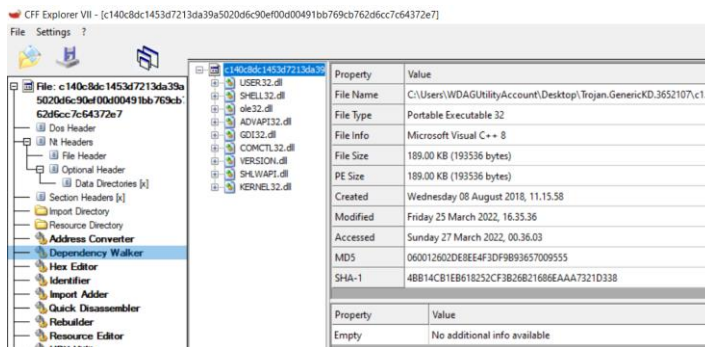 CFF Explorer VII - [c140c8dc1453d7213da39a5020d6c90ef00d00491bb769cb762d6cc7c64372e7]
File Settings ?
File: c140c8dc1453d7213da39a
5020d6c90ef00d00491bb769cb
62d6cc7c64372e7
Dos Header
Nt Headers
File Header
Optional Header
Data Directories [x]
Section Headers [x]
Import Directory
Resource Directory
Address Converter
Dependency Walker
Hex Editor
Identifier
Import Adder
Quick Disassembler
Rebuilder
Resource Editor
c140c8dc1453d7213da39
USER32.dll
SHELL32.dll
ole32.dll
ADVAPI32.dll
GDI32.dll
COMCTL32.dll
VERSION.dll
SHLWAPI.dll
KERNEL32.dll
Property Value
File Name C:\Users\WDAGUtilityAccount\Desktop\Trojan.GenericKD.3652107\c1
File Type Portable Executable 32
File Info Microsoft Visual C++ 8
File Size 189.00 KB (193536 bytes)
PE Size 189.00 KB (193536 bytes)
Created Wednesday 08 August 2018, 11.15.58
Modified Friday 25 March 2022, 16.35.36
Accessed Sunday 27 March 2022, 00.36.03
MD5 060012602DE8EE4F3DF9B93657009555
SHA-1 4BB14CB1EB618252CF3B26B21686EAAA7321D338
Property Value
Empty No additional info available